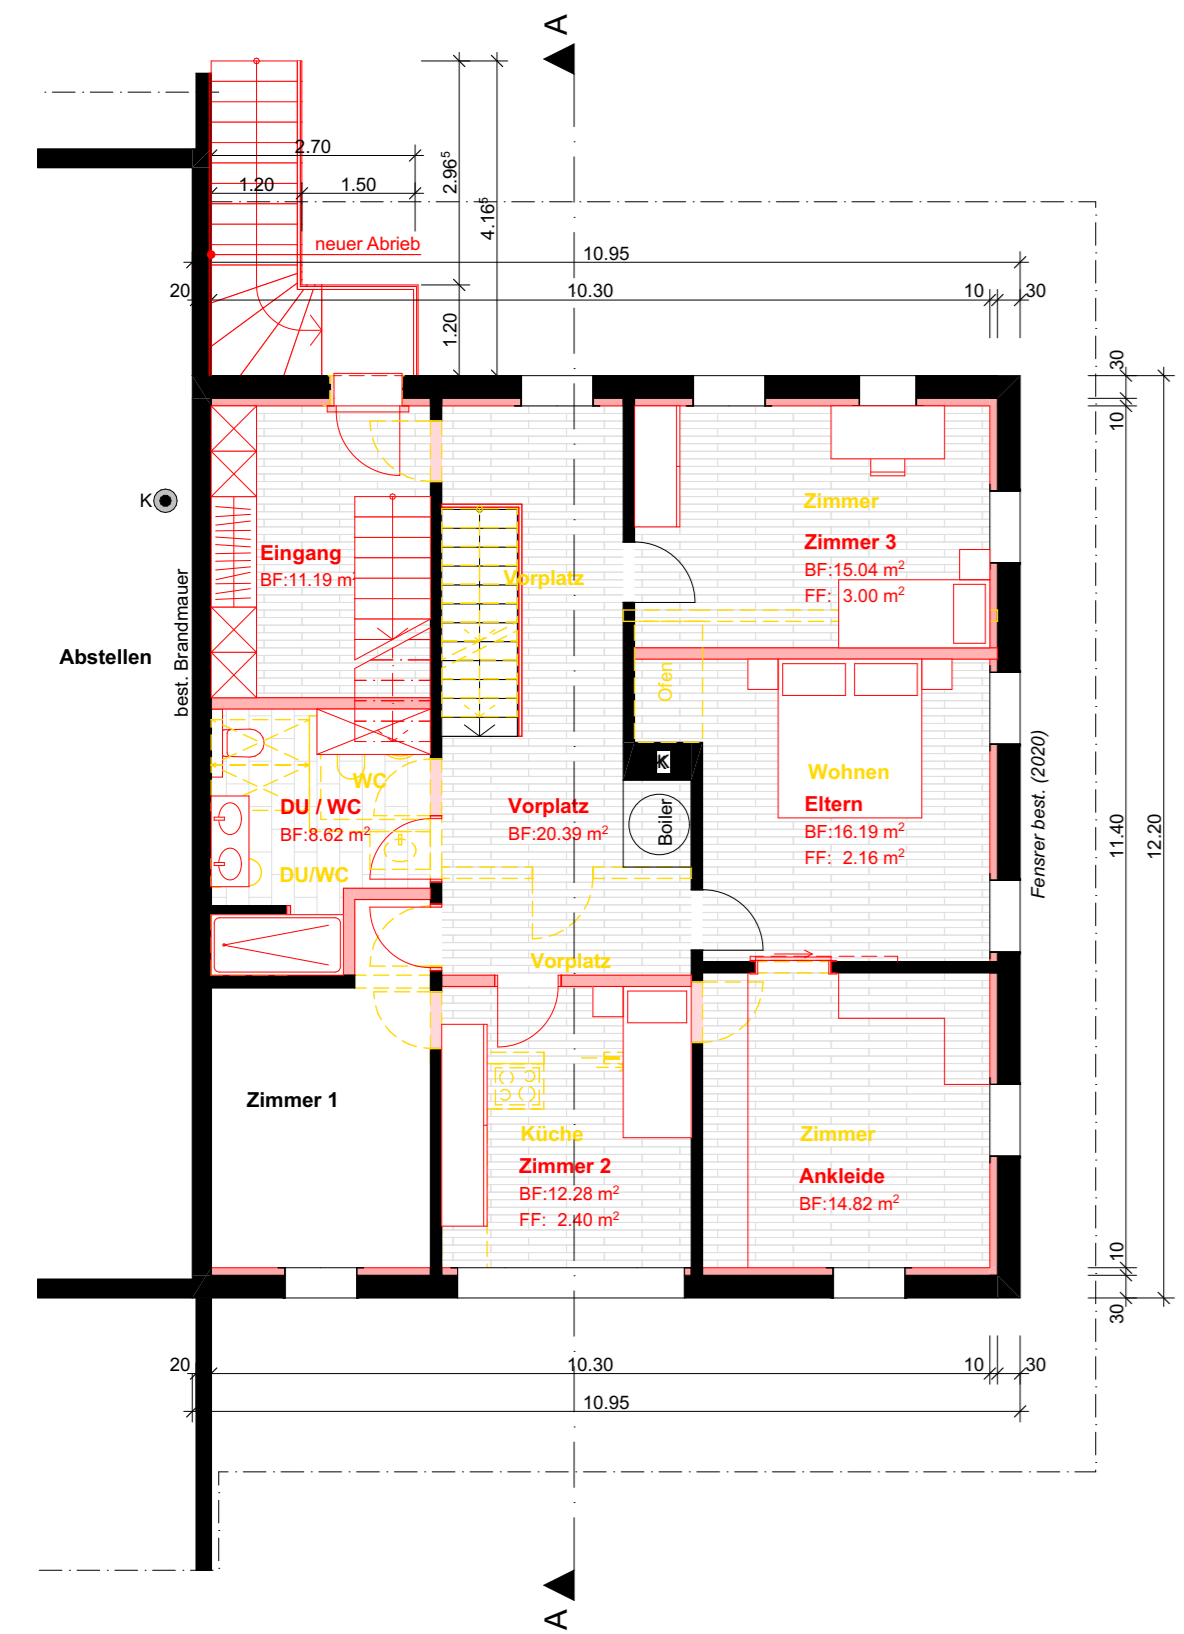 A
2.70
1.20
1.50
2.96⁵
4.16⁵
neuer Abrieb
10.95
20
10.30
10
30
1.20
30
10
K
Zimmer
Zimmer 3
BF:15.04 m²
FF: 3.00 m²
Eingang
BF:11.19 m²
Vorplatz
best. Brandmauer
Abstellen
Ofen
K
Wohnen
Eltern
BF:16.19 m²
FF: 2.16 m²
WC
DU / WC
BF:8.62 m²
DU/WC
Vorplatz
BF:20.39 m²
Boiler
Fensrer best. (2020)
11.40
12.20
Vorplatz
Zimmer 1
Küche
Zimmer 2
BF:12.28 m²
FF: 2.40 m²
Zimmer
Ankleide
BF:14.82 m²
10
30
20
10.30
10
30
10.95
A